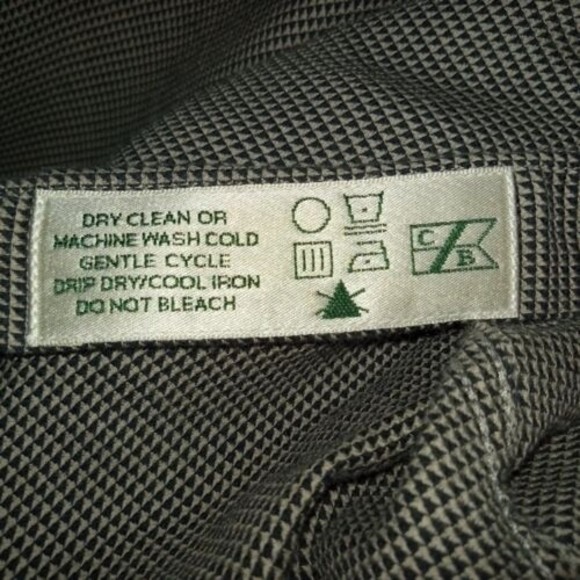 DRY CLEAN OR
MACHINE WASH COLD
GENTLE CYCLE
DRIP DRY/COOL IRON
DO NOT BLEACH
C B